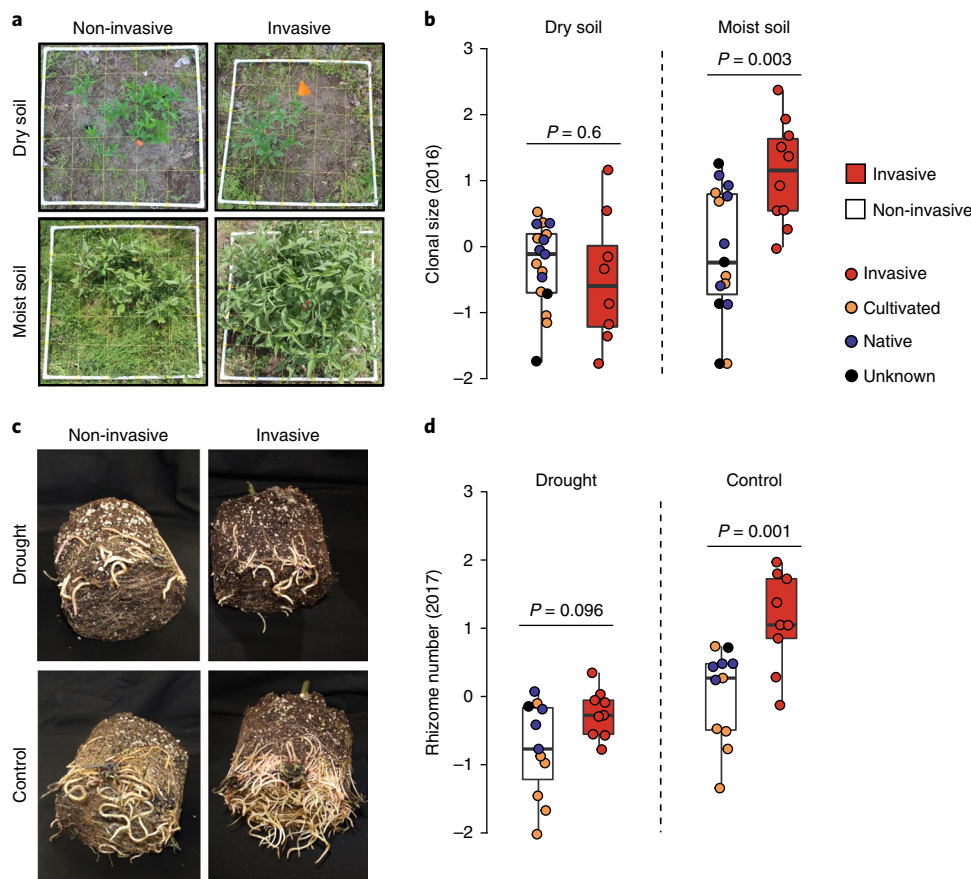 a
Non-invasive
Invasive
Dry soil
Moist soil
b
Dry soil
Moist soil
P = 0.003
P = 0.6
Clonal size (2016)
3
2
1
0
–1
–2
Invasive
Non-invasive
Invasive
Cultivated
Native
Unknown
c
Non-invasive
Invasive
Drought
Control
d
Drought
Control
P = 0.001
P = 0.096
Rhizome number (2017)
3
2
1
0
–1
–2